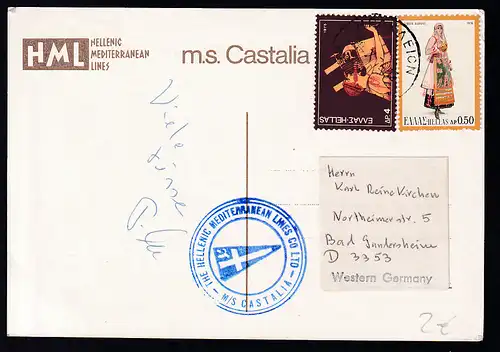 HML HELLENIC
MEDITERRANEAN
LINES
m.s. Castalia
ΕΛΛΑΣ-HELLAS ΔΡ 4
ΕΛΛΑΣ-HELLAS ΔΡ 0.50
Viele
Grüsse
THE HELLENIC MEDITERRANEAN LINES CO LTD.
M/S CASTALIA
Herrn
Karl Reinekirchen
Northeimerstr. 5
Bad Gandersheim
D 3353
Western Germany
2€